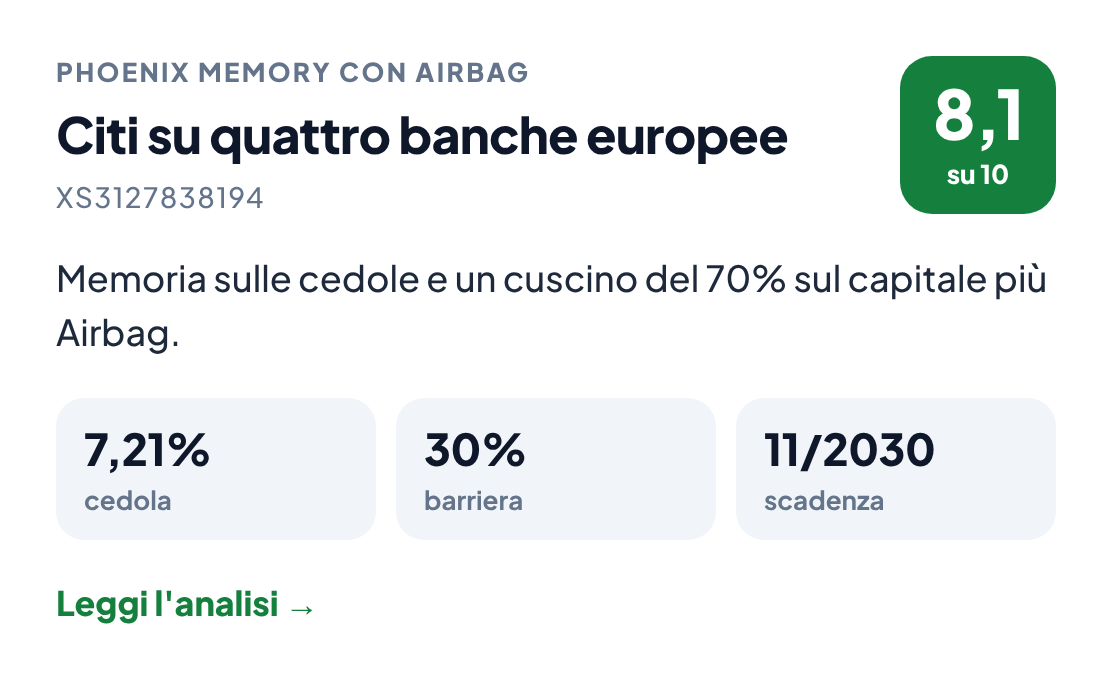 PHOENIX MEMORY CON AIRBAG
Citi su quattro banche europee
XS3127838194
8,1
su 10
Memoria sulle cedole e un cuscino del 70% sul capitale più
Airbag.
7,21%
cedola
30%
barriera
11/2030
scadenza
Leggi l'analisi →